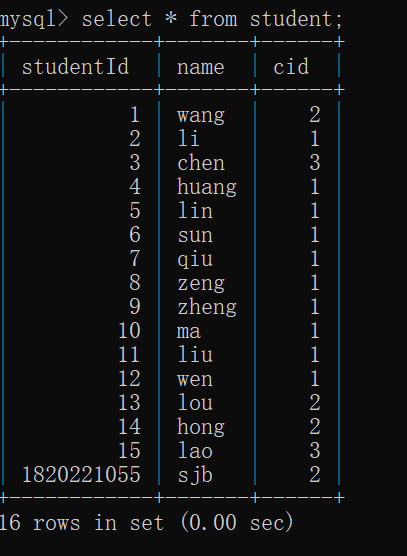 mysql> select * from student;
+------------+-------+------+
| studentId | name | cid |
+------------+-------+------+
| 1 | wang | 2 |
| 2 | li | 1 |
| 3 | chen | 3 |
| 4 | huang | 1 |
| 5 | lin | 1 |
| 6 | sun | 1 |
| 7 | qiu | 1 |
| 8 | zeng | 1 |
| 9 | zheng | 1 |
| 10 | ma | 1 |
| 11 | liu | 1 |
| 12 | wen | 1 |
| 13 | lou | 2 |
| 14 | hong | 2 |
| 15 | lao | 3 |
| 1820221055 | sjb | 2 |
+------------+-------+------+
16 rows in set (0.00 sec)